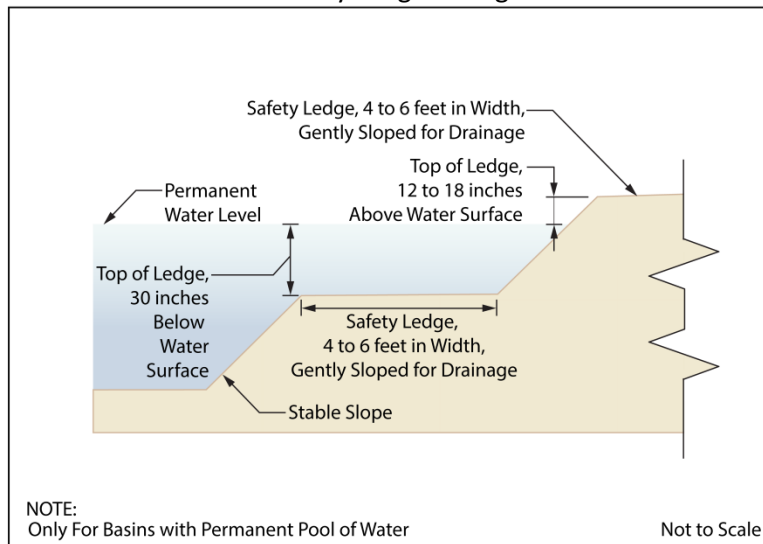 Safety Ledge, 4 to 6 feet in Width,
Gently Sloped for Drainage
Top of Ledge,
12 to 18 inches
Above Water Surface
Permanent
Water Level
Top of Ledge,
30 inches
Below
Water
Surface
Safety Ledge,
4 to 6 feet in Width,
Gently Sloped for Drainage
Stable Slope
NOTE:
Only For Basins with Permanent Pool of Water
Not to Scale